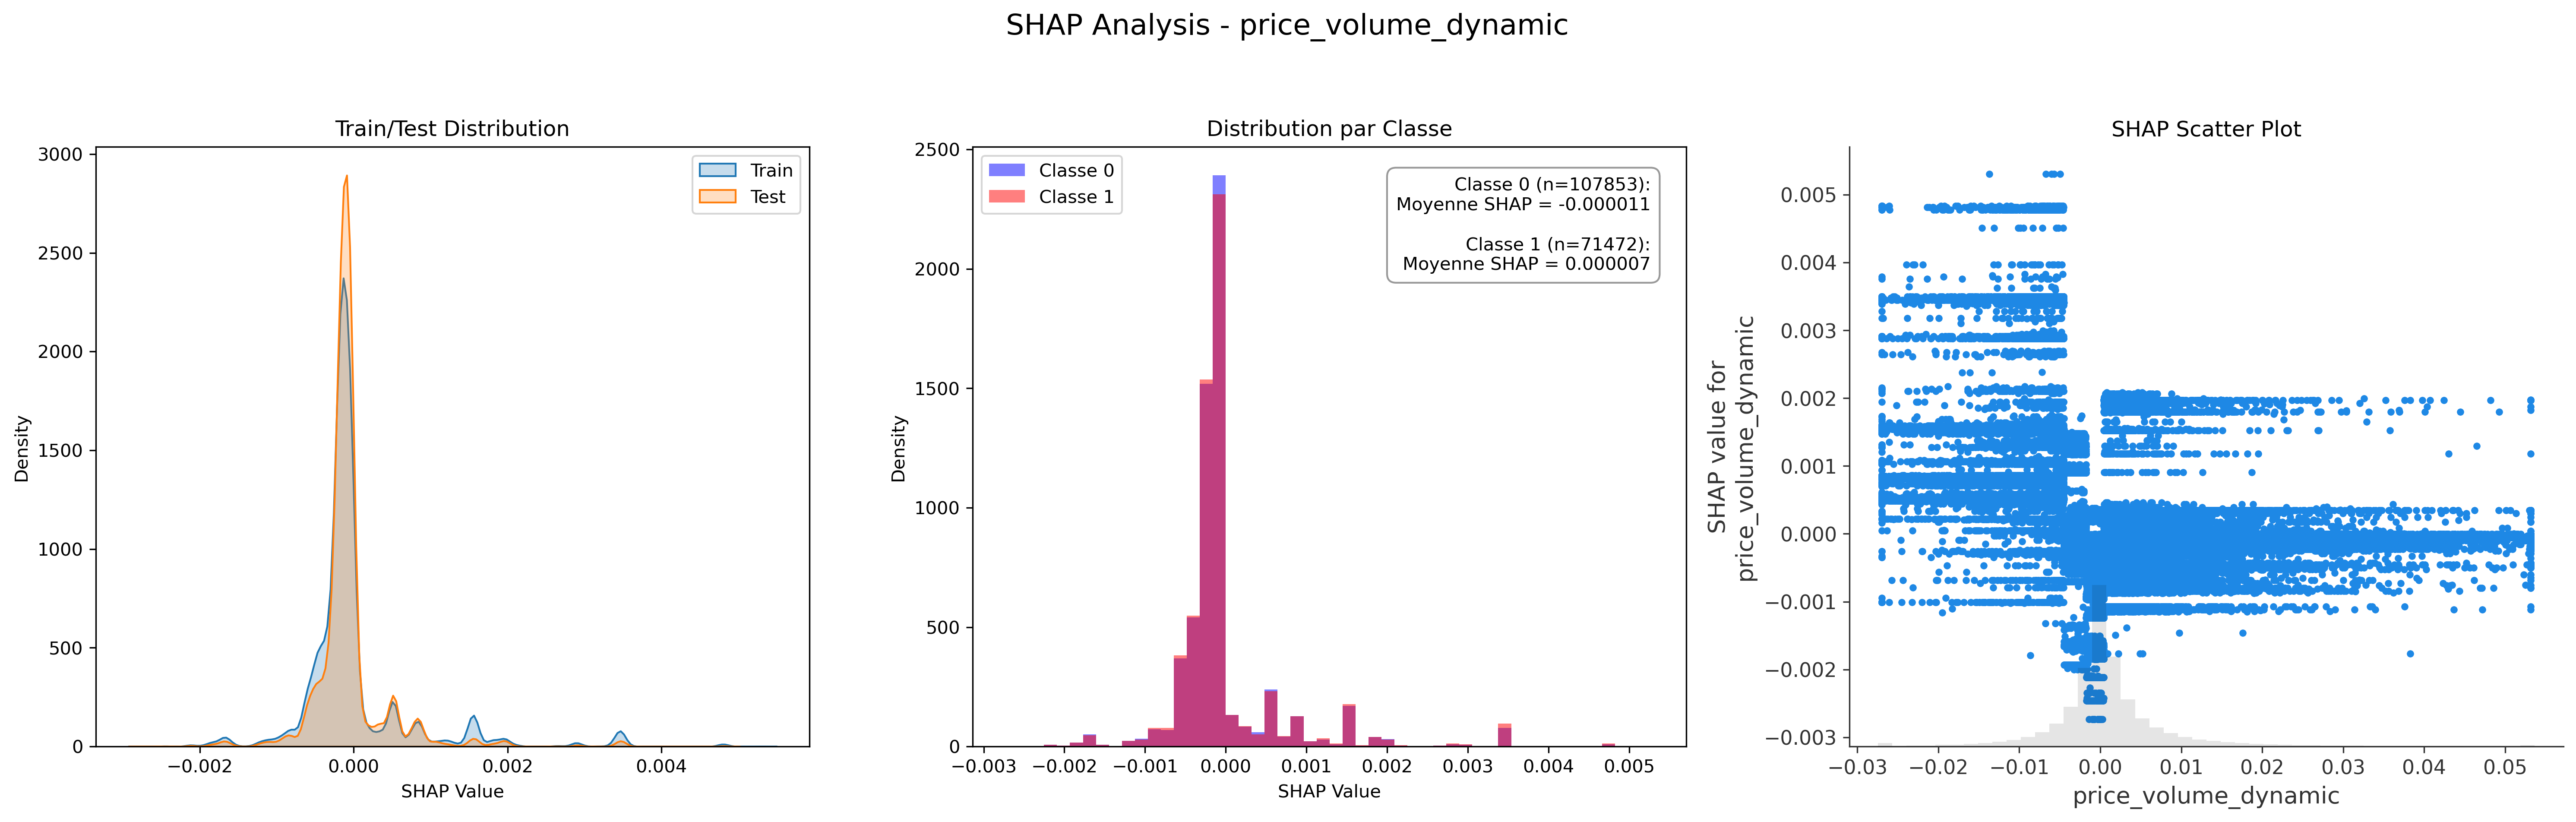 SHAP Analysis - price_volume_dynamic
Train/Test Distribution
3000
2500
2000
1500
1000
500
0
Density
−0.002
0.000
0.002
0.004
SHAP Value
Train
Test
Distribution par Classe
2500
2000
1500
1000
500
0
Density
−0.003
−0.002
−0.001
0.000
0.001
0.002
0.003
0.004
0.005
SHAP Value
Classe 0
Classe 1
Classe 0 (n=107853):
Moyenne SHAP = -0.000011
Classe 1 (n=71472):
Moyenne SHAP = 0.000007
SHAP Scatter Plot
0.005
0.004
0.003
0.002
0.001
0.000
−0.001
−0.002
−0.003
SHAP value for
price_volume_dynamic
−0.03
−0.02
−0.01
0.00
0.01
0.02
0.03
0.04
0.05
price_volume_dynamic